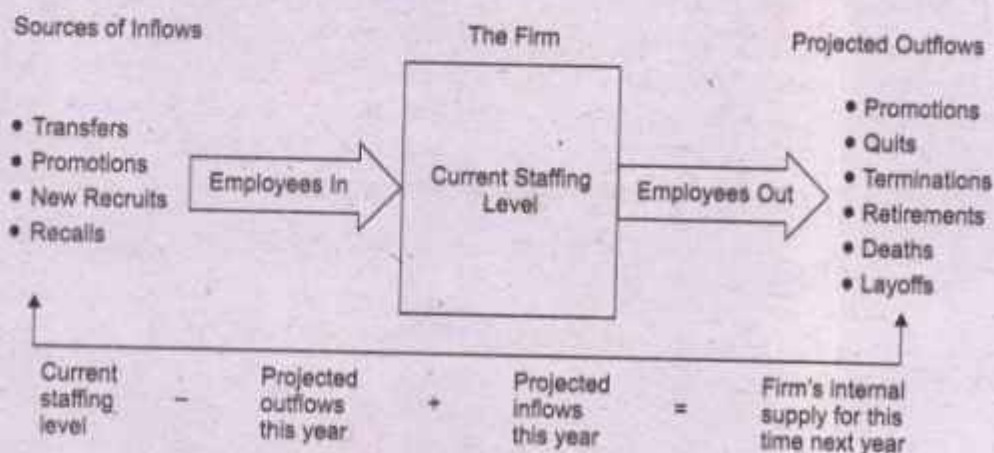 Sources of Inflows
The Firm
Projected Outflows
• Transfers
• Promotions
• New Recruits
• Recalls
Employees In
Current Staffing
Level
Employees Out
• Promotions
• Quits
• Terminations
• Retirements
• Deaths
• Layoffs
Current
staffing
level
–
Projected
outflows
this year
+
Projected
inflows
this year
=
Firm's internal
supply for this
time next year